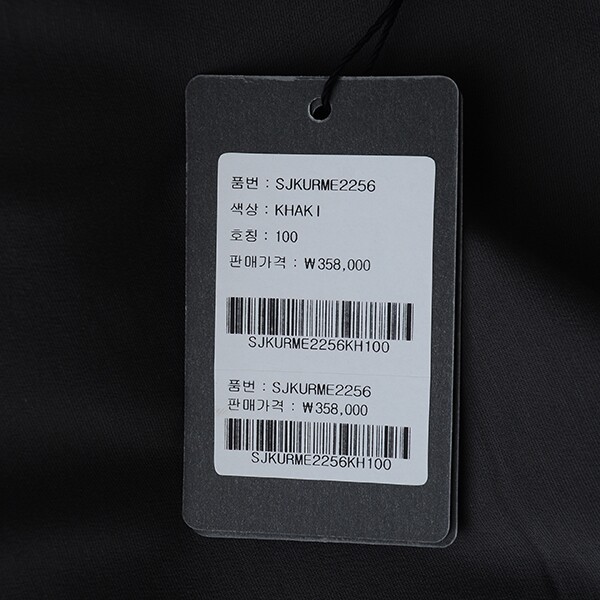 품번 : SJKURME2256
색상 : KHAKI
호칭 : 100
판매가격 : ₩358,000
SJKURME2256KH100
품번 : SJKURME2256
판매가격 : ₩358,000
SJKURME2256KH100